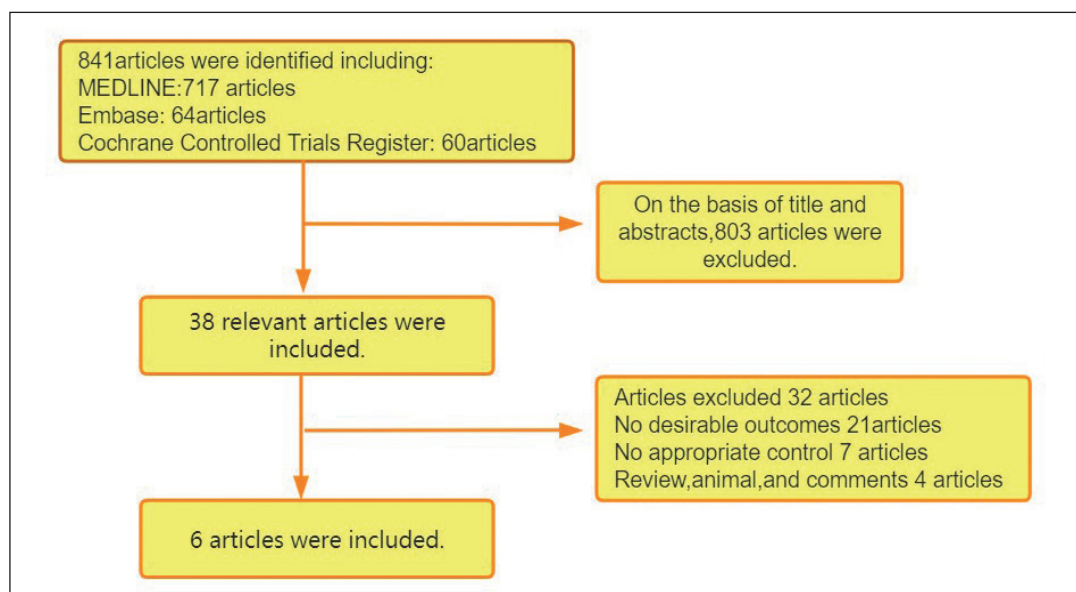 841articles were identified including:
MEDLINE:717 articles
Embase: 64articles
Cochrane Controlled Trials Register: 60articles
On the basis of title and
abstracts,803 articles were
excluded.
38 relevant articles were
included.
Articles excluded 32 articles
No desirable outcomes 21articles
No appropriate control 7 articles
Review,animal,and comments 4 articles
6 articles were included.